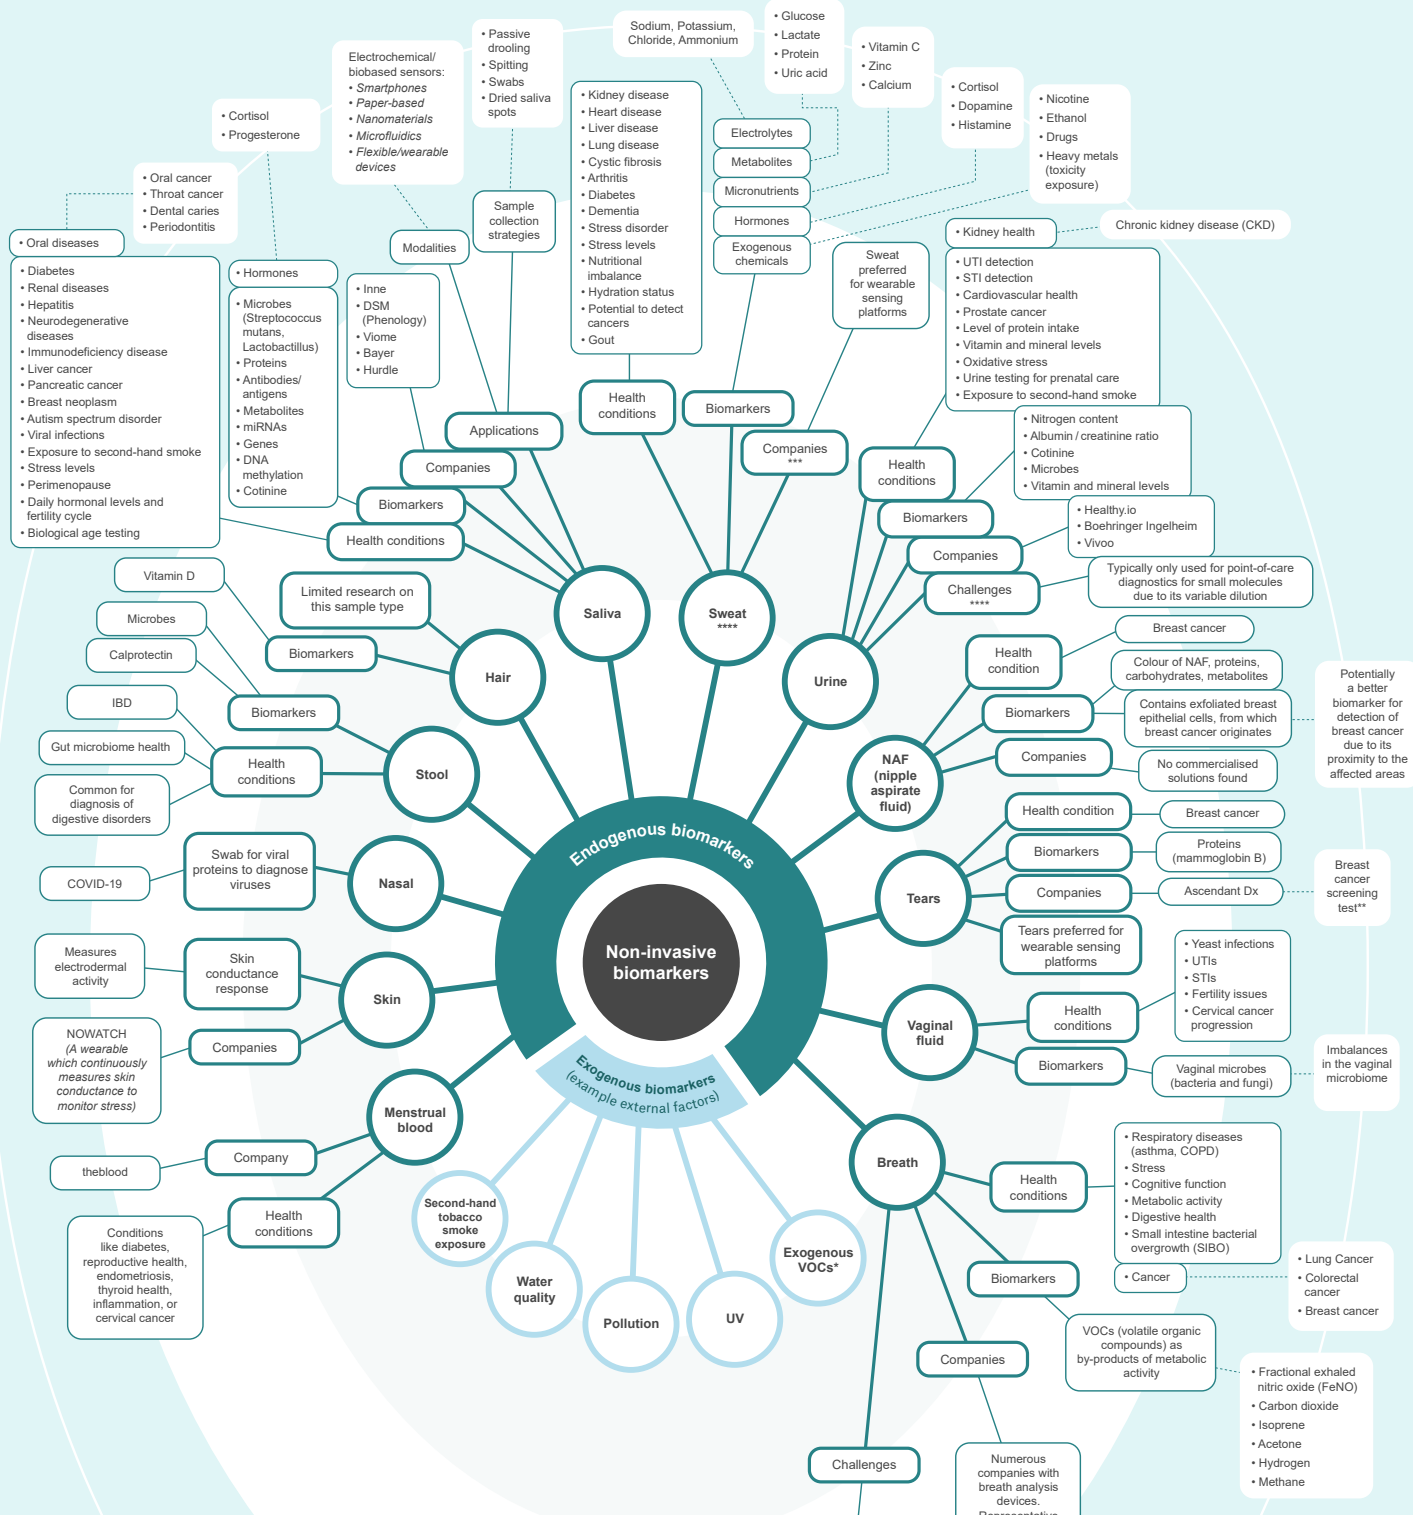 • Glucose
• Lactate
• Protein
• Uric acid
Sodium, Potassium,
Chloride, Ammonium
• Passive
drooling
• Spitting
• Swabs
• Dried saliva
spots
Electrochemical/
biobased sensors:
• Smartphones
• Paper-based
• Nanomaterials
• Microfluidics
• Flexible/wearable
devices
• Vitamin C
• Zinc
• Calcium
• Cortisol
• Dopamine
• Histamine
• Nicotine
• Ethanol
• Drugs
• Heavy metals
(toxicity
exposure)
• Cortisol
• Progesterone
• Oral cancer
• Throat cancer
• Dental caries
• Periodontitis
• Oral diseases
• Diabetes
• Renal diseases
• Hepatitis
• Neurodegenerative
diseases
• Immunodeficiency disease
• Liver cancer
• Pancreatic cancer
• Breast neoplasm
• Autism spectrum disorder
• Viral infections
• Exposure to second-hand smoke
• Stress levels
• Perimenopause
• Daily hormonal levels and
fertility cycle
• Biological age testing
• Hormones
• Microbes
(Streptococcus
mutans,
Lactobactillus)
• Proteins
• Antibodies/
antigens
• Metabolites
• miRNAs
• Genes
• DNA
methylation
• Cotinine
• Inne
• DSM
(Phenology)
• Viome
• Bayer
• Hurdle
Modalities
Sample
collection
strategies
Applications
Companies
Biomarkers
Health conditions
Saliva
• Kidney disease
• Heart disease
• Liver disease
• Lung disease
• Cystic fibrosis
• Arthritis
• Diabetes
• Dementia
• Stress disorder
• Stress levels
• Nutritional
imbalance
• Hydration status
• Potential to detect
cancers
• Gout
Electrolytes
Metabolites
Micronutrients
Hormones
Exogenous
chemicals
Sweat
preferred
for wearable
sensing
platforms
Health
conditions
Biomarkers
Companies
***
Sweat
****
• Kidney health
Chronic kidney disease (CKD)
• UTI detection
• STI detection
• Cardiovascular health
• Prostate cancer
• Level of protein intake
• Vitamin and mineral levels
• Oxidative stress
• Urine testing for prenatal care
• Exposure to second-hand smoke
• Nitrogen content
• Albumin / creatinine ratio
• Cotinine
• Microbes
• Vitamin and mineral levels
• Healthy.io
• Boehringer Ingelheim
• Vivoo
Typically only used for point-of-care
diagnostics for small molecules
due to its variable dilution
Health
conditions
Biomarkers
Companies
Challenges
****
Urine
Limited research on
this sample type
Vitamin D
Biomarkers
Hair
Microbes
Calprotectin
Biomarkers
IBD
Gut microbiome health
Common for
diagnosis of
digestive disorders
Health
conditions
Stool
Breast cancer
Health
condition
Colour of NAF, proteins,
carbohydrates, metabolites
Contains exfoliated breast
epithelial cells, from which
breast cancer originates
Potentially
a better
biomarker for
detection of
breast cancer
due to its
proximity to the
affected areas
Biomarkers
Companies
No commercialised
solutions found
NAF
(nipple
aspirate
fluid)
Health condition
Breast cancer
Biomarkers
Proteins
(mammoglobin B)
Companies
Ascendant Dx
Breast
cancer
screening
test**
Tears preferred for
wearable sensing
platforms
Tears
COVID-19
Swab for viral
proteins to diagnose
viruses
Nasal
Endogenous biomarkers
Non-invasive
biomarkers
Exogenous biomarkers
(example external factors)
Measures
electrodermal
activity
Skin
conductance
response
Skin
NOWATCH
(A wearable
which continuously
measures skin
conductance to
monitor stress)
Companies
• Yeast infections
• UTIs
• STIs
• Fertility issues
• Cervical cancer
progression
Health
conditions
Vaginal
fluid
Biomarkers
Vaginal microbes
(bacteria and fungi)
Imbalances
in the vaginal
microbiome
Menstrual
blood
Company
theblood
Health
conditions
Conditions
like diabetes,
reproductive health,
endometriosis,
thyroid health,
inflammation, or
cervical cancer
Second-hand
tobacco
smoke
exposure
Water
quality
Pollution
UV
Exogenous
VOCs*
Breath
Health
conditions
• Respiratory diseases
(asthma, COPD)
• Stress
• Cognitive function
• Metabolic activity
• Digestive health
• Small intestine bacterial
overgrowth (SIBO)
• Cancer
• Lung Cancer
• Colorectal
cancer
• Breast cancer
Biomarkers
VOCs (volatile organic
compounds) as
by-products of metabolic
activity
• Fractional exhaled
nitric oxide (FeNO)
• Carbon dioxide
• Isoprene
• Acetone
• Hydrogen
• Methane
Companies
Numerous
companies with
breath analysis
devices.
Representative
Challenges